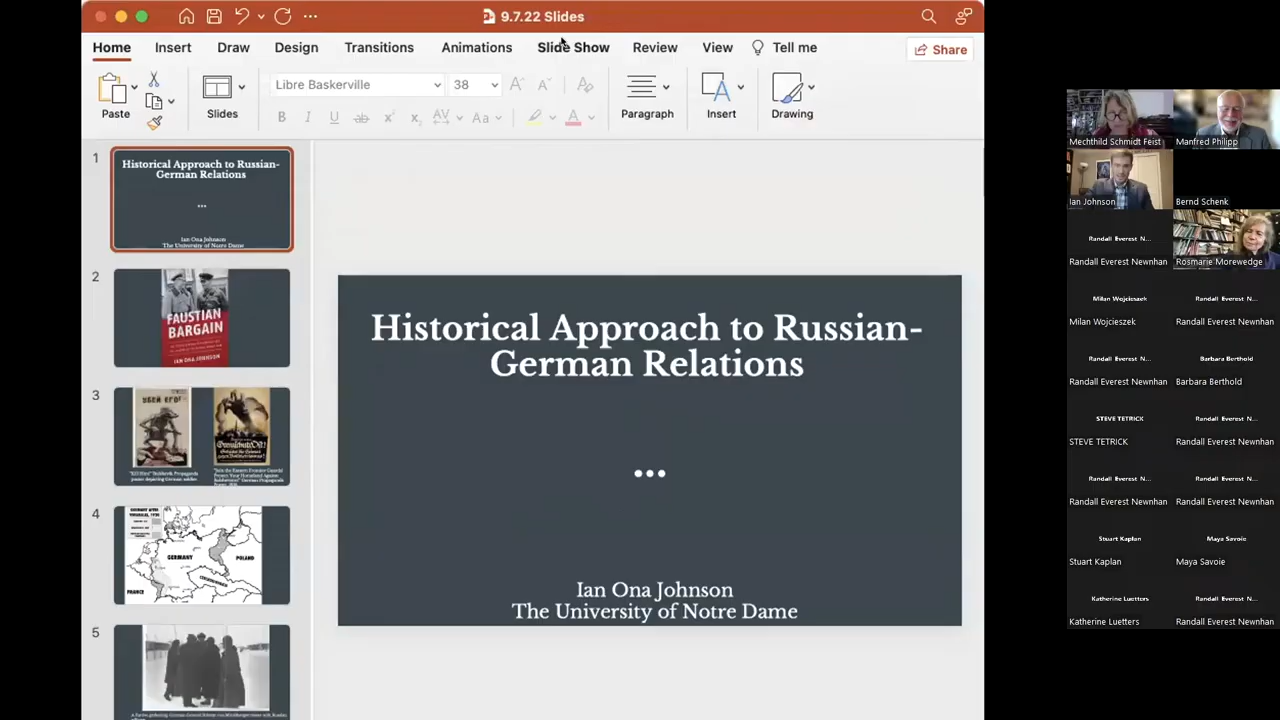 9.7.22 Slides
Home Insert Draw Design Transitions Animations Slide Show Review View Tell me Share
Libre Baskerville 38
Paste Slides Paragraph Insert Drawing
1
Historical Approach to Russian-
German Relations
...
Ian Ona Johnson
The University of Notre Dame
2
FAUSTIAN
BARGAIN
IAN ONA JOHNSON
3
4
GERMANY
POLAND
FRANCE
5
Historical Approach to Russian-
German Relations
...
Ian Ona Johnson
The University of Notre Dame
Mechthild Schmidt Feist Manfred Philipp
Ian Johnson Bernd Schenk
Randall Everest N...
Randall Everest Newnhan Rosmarie Morewedge
Milan Wojcieszek Randall Everest N...
Milan Wojcieszek Randall Everest Newnhan
Randall Everest N... Barbara Berthold
Randall Everest Newnhan Barbara Berthold
STEVE TETRICK Randall Everest N...
STEVE TETRICK Randall Everest Newnhan
Randall Everest N... Randall Everest N...
Randall Everest Newnhan Randall Everest Newnhan
Stuart Kaplan Maya Savoie
Stuart Kaplan Maya Savoie
Katherine Luetters Randall Everest N...
Katherine Luetters Randall Everest Newnhan